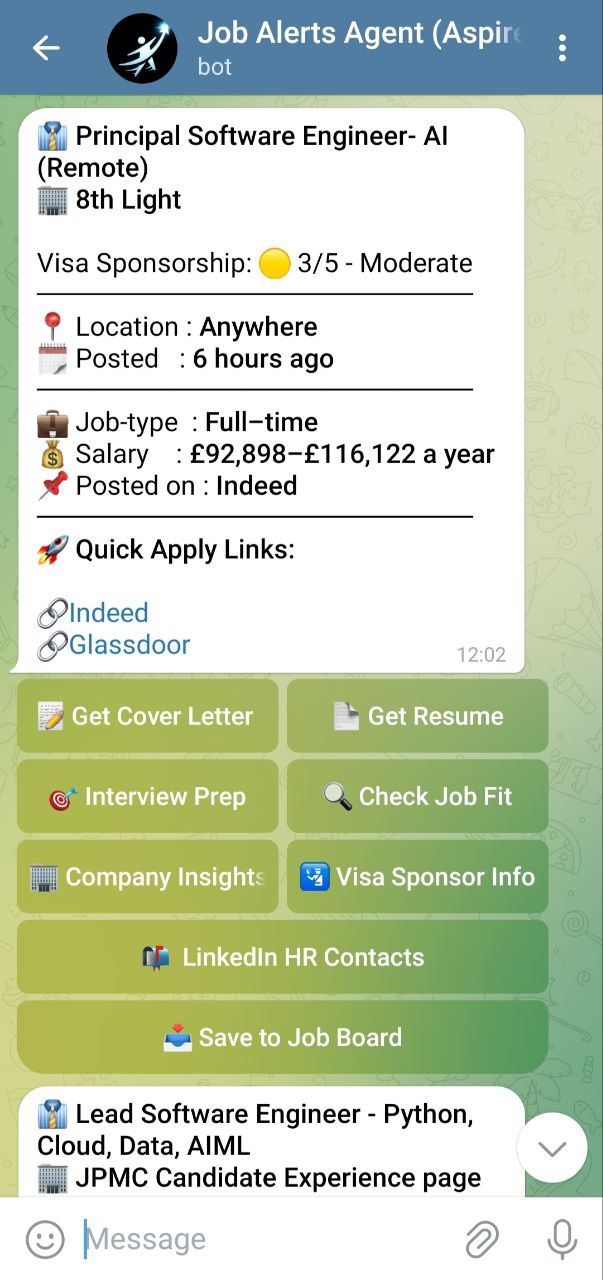 Job Alerts Agent (Aspire
bot
Principal Software Engineer- AI
(Remote)
8th Light
Visa Sponsorship: 3/5 - Moderate
Location : Anywhere
Posted : 6 hours ago
Job-type : Full–time
Salary : £92,898–£116,122 a year
Posted on : Indeed
Quick Apply Links:
Indeed
Glassdoor
12:02
Get Cover Letter
Get Resume
Interview Prep
Check Job Fit
Company Insights
Visa Sponsor Info
LinkedIn HR Contacts
Save to Job Board
Lead Software Engineer - Python,
Cloud, Data, AIML
JPMC Candidate Experience page
Message